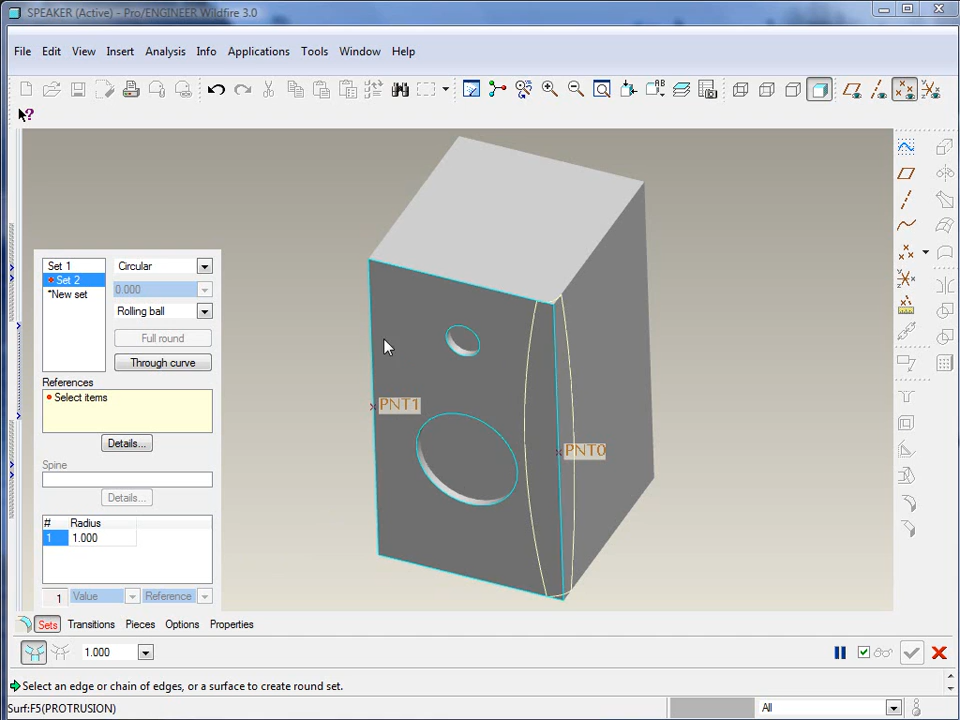 SPEAKER (Active) - Pro/ENGINEER Wildfire 3.0
File Edit View Insert Analysis Info Applications Tools Window Help
Set 1
Set 2
*New set
Circular
0.000
Rolling ball
Full round
Through curve
References
Select items
Details...
Spine
Details...
# Radius
1 1.000
1 Value Reference
PNT1
PNT0
Sets Transitions Pieces Options Properties
1.000
Select an edge or chain of edges, or a surface to create round set.
Surf:F5(PROTRUSION)
All